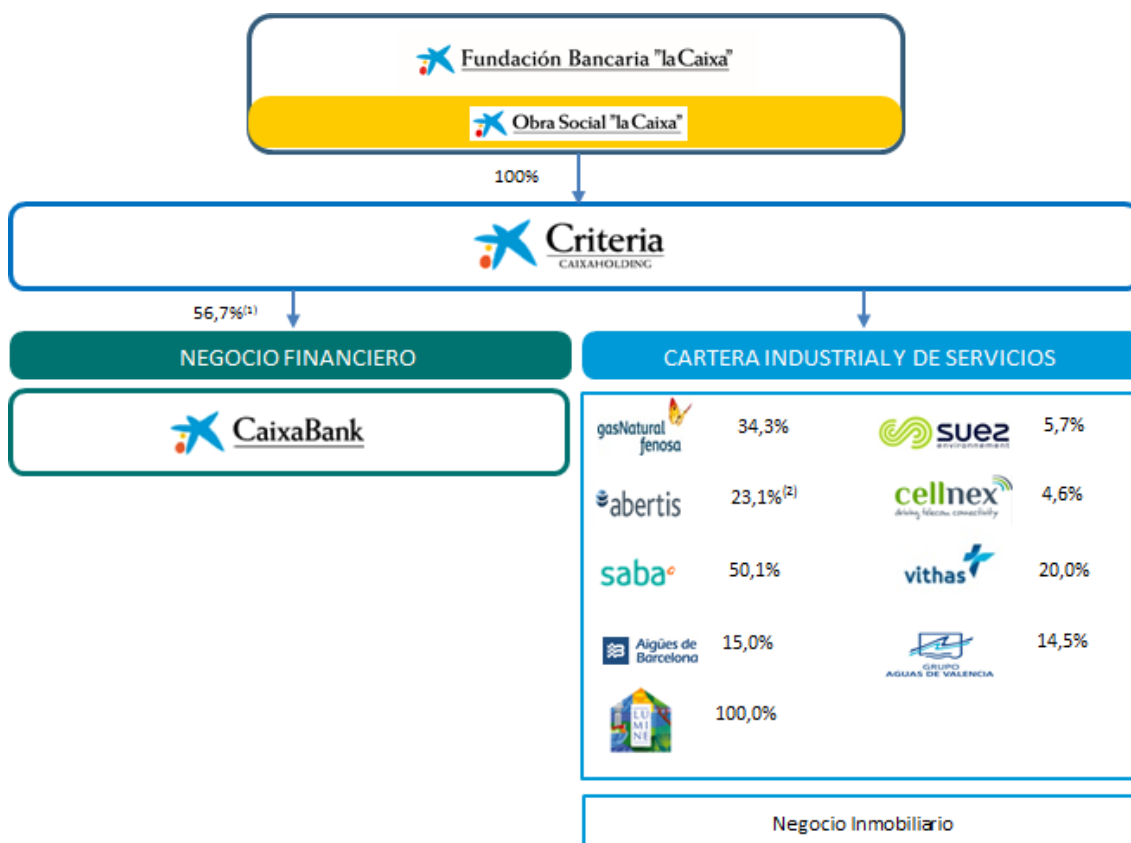 Fundación Bancaria "la Caixa"
Obra Social "la Caixa"
100%
Criteria
CAIXAHOLDING
56,7%(1)
NEGOCIO FINANCIERO
CARTERA INDUSTRIAL Y DE SERVICIOS
CaixaBank
gasNatural
fenosa
34,3%
suez
environnement
5,7%
abertis
23,1%(2)
cellnex
driving telecom connectivity
4,6%
saba
50,1%
vithas
20,0%
Aigües de
Barcelona
15,0%
GRUPO
AGUAS DE VALENCIA
14,5%
LU
MI
NE
100,0%
Negocio Inmobiliario